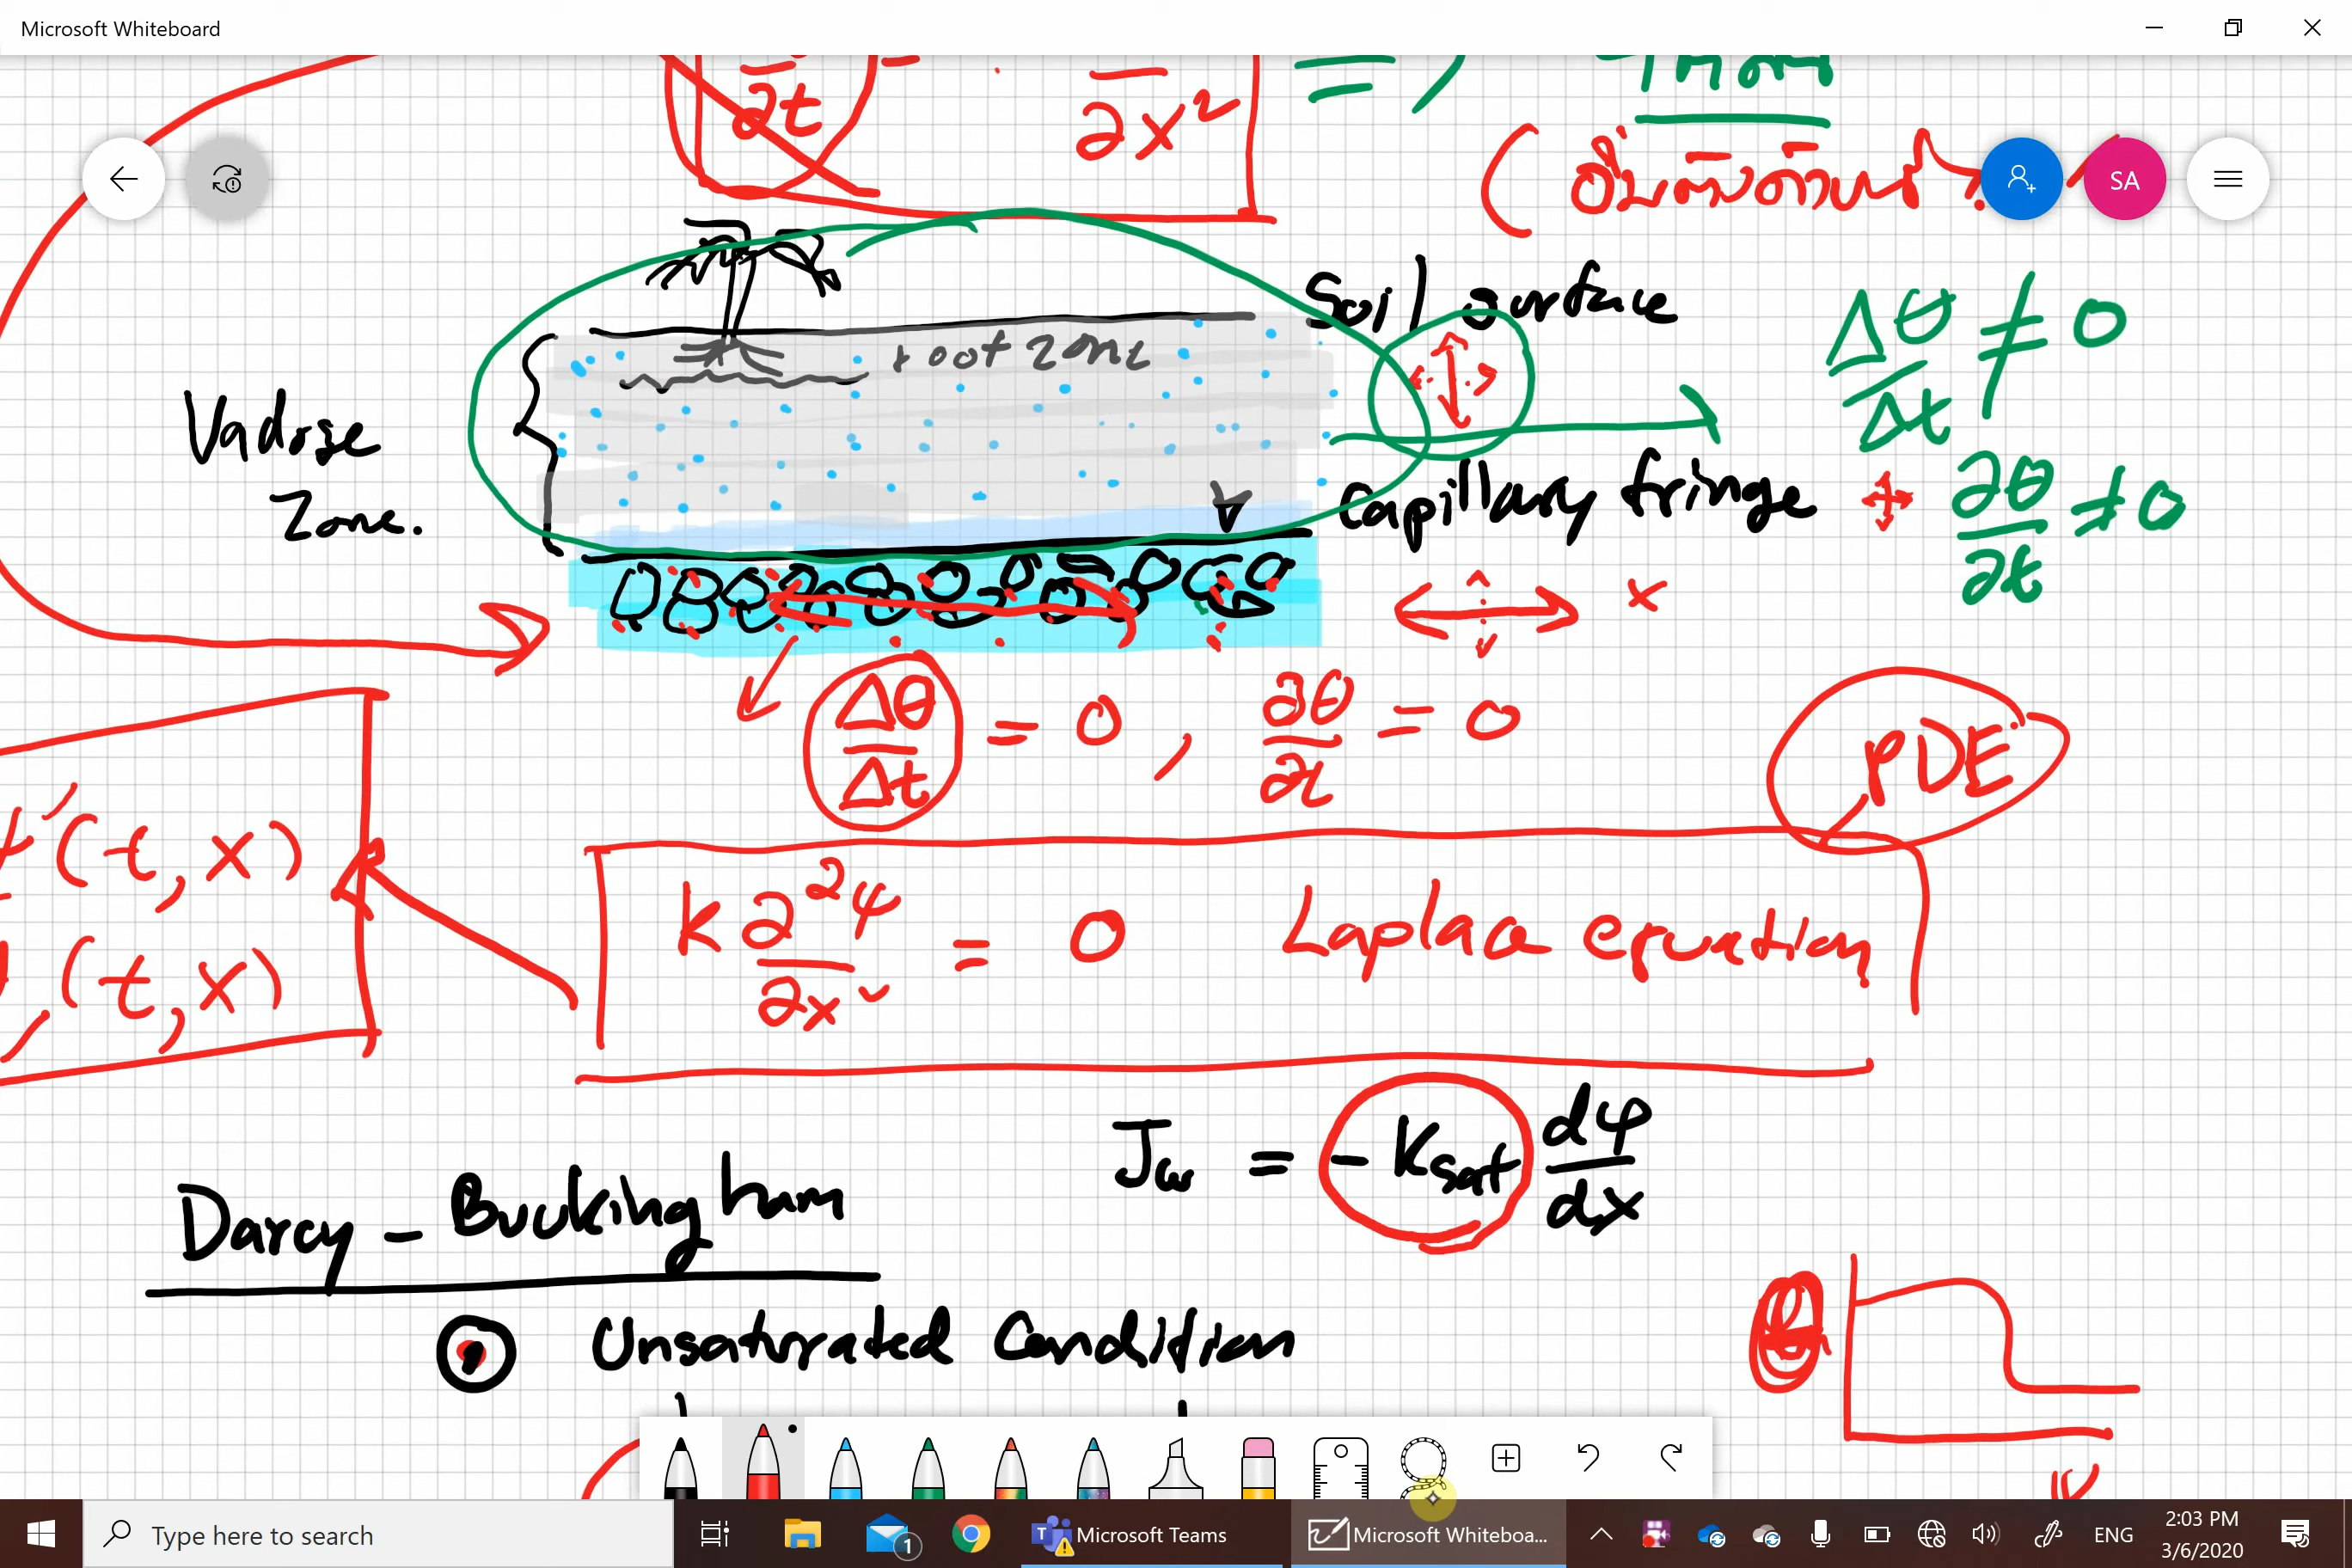 Microsoft Whiteboard
∂t
∂x²
SA
Soil surface
root zone
Δθ/Δt ≠ 0
Vadose
Zone.
Capillary fringe
∂θ/∂t ≠ 0
x
Δθ/Δt = 0, ∂θ/∂t = 0
PDE
(t, x)
(t, x)
K ∂²ψ/∂x² = 0 Laplace equation
Jw = - Ksat dψ/dx
Darcy - Buckingham
Unsaturated Condition
θ
ψ
Type here to search
1
Microsoft Teams
Microsoft Whiteboa...
ENG
2:03 PM
3/6/2020